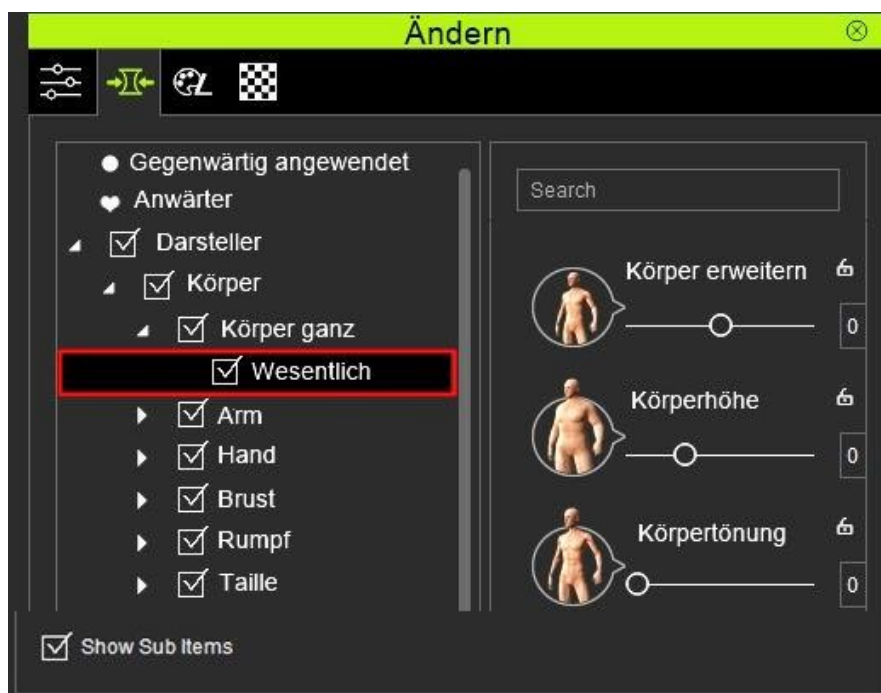 Ändern
Gegenwärtig angewendet
Anwärter
Darsteller
Körper
Körper ganz
Wesentlich
Arm
Hand
Brust
Rumpf
Taille
Show Sub Items
Search
Körper erweitern
0
Körperhöhe
0
Körpertönung
0